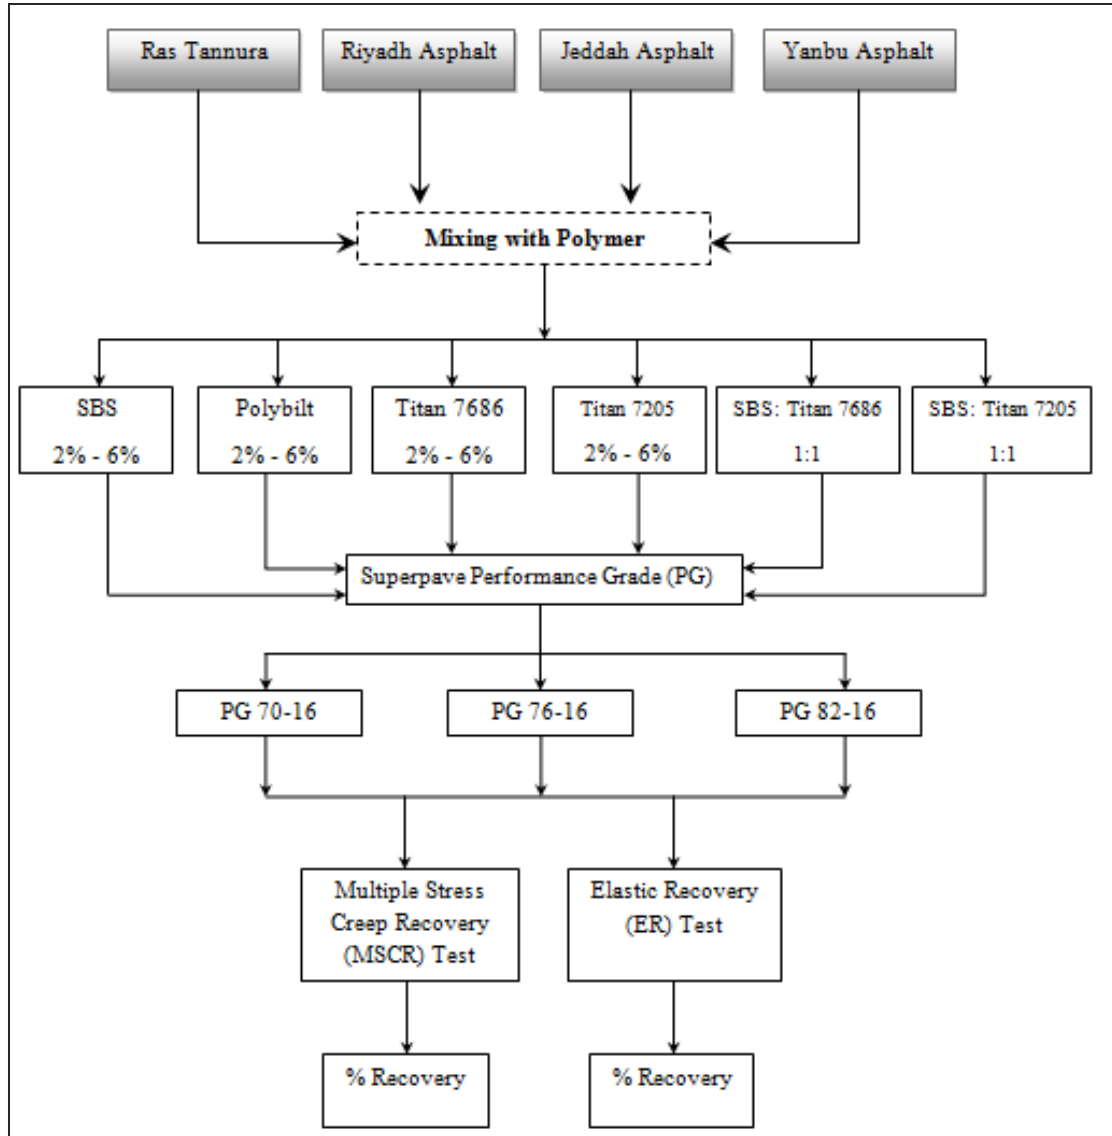 Ras Tannura
Riyadh Asphalt
Jeddah Asphalt
Yanbu Asphalt
Mixing with Polymer
SBS
2% - 6%
Polybilt
2% - 6%
Titan 7686
2% - 6%
Titan 7205
2% - 6%
SBS: Titan 7686
1:1
SBS: Titan 7205
1:1
Superpave Performance Grade (PG)
PG 70-16
PG 76-16
PG 82-16
Multiple Stress
Creep Recovery
(MSCR) Test
Elastic Recovery
(ER) Test
% Recovery
% Recovery